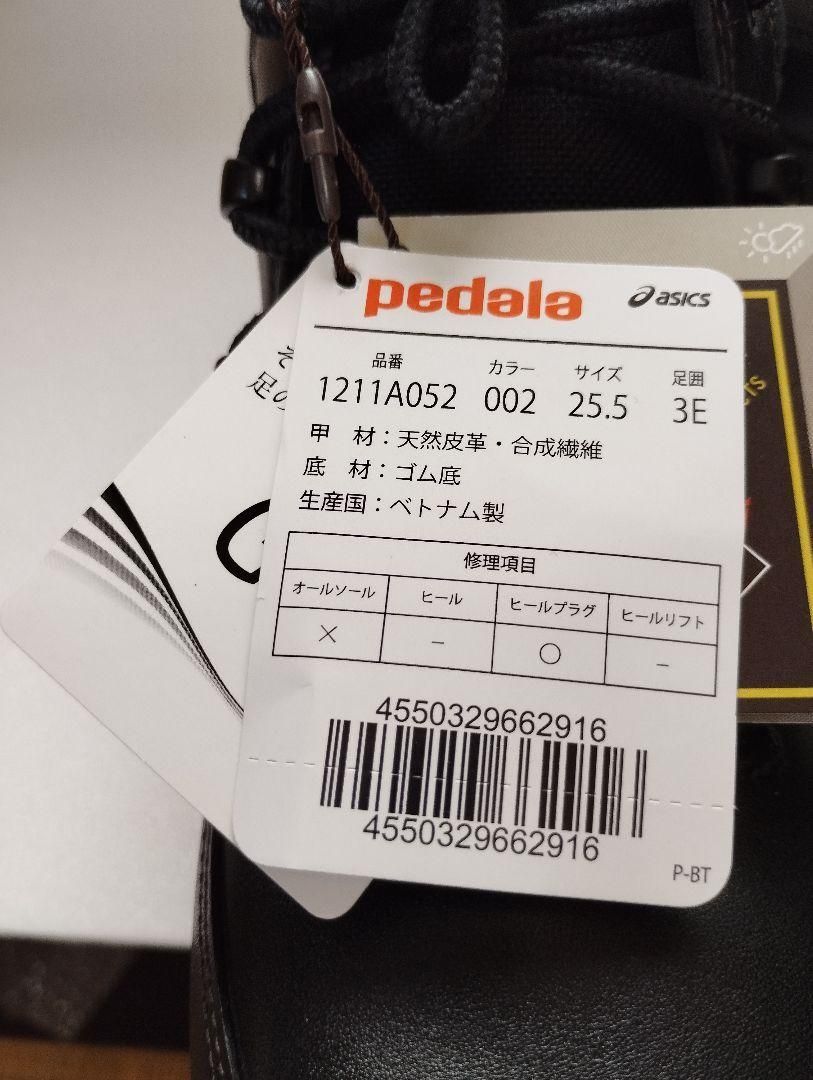 pedala asics
品番 カラー サイズ 足囲
1211A052 002 25.5 3E
甲 材：天然皮革・合成繊維
底 材：ゴム底
生産国：ベトナム製
修理項目
オールソール ヒール ヒールプラグ ヒールリフト
× − ○ −
4550329662916
4550329662916
P-BT
そ
足の